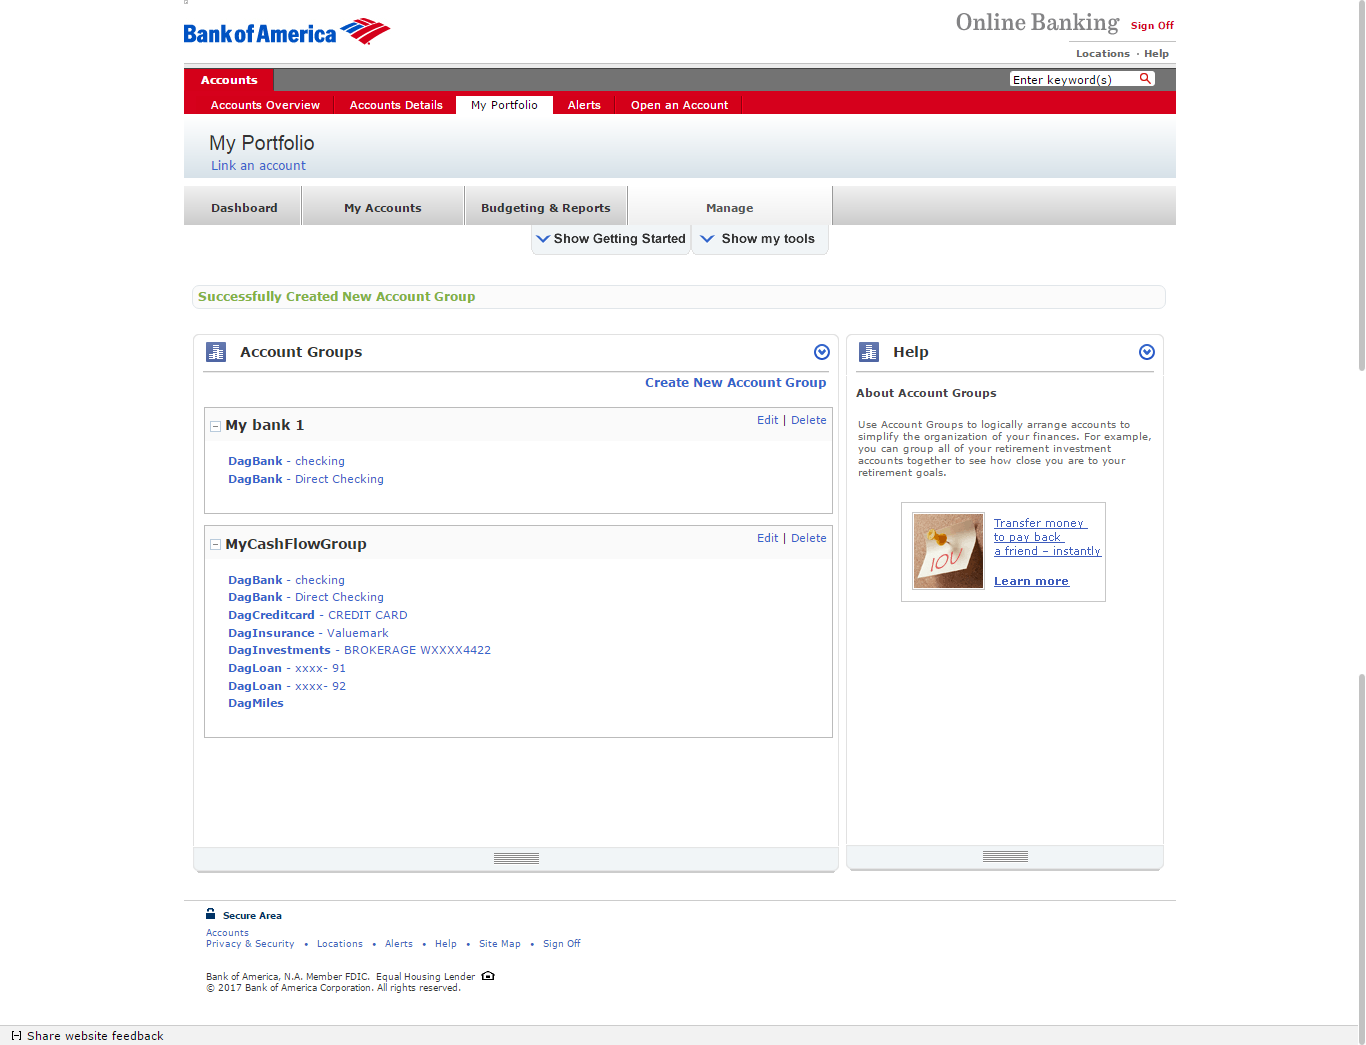 Bank of America
Online Banking
Sign Off
Locations · Help
Accounts
Enter keyword(s)
Accounts Overview
Accounts Details
My Portfolio
Alerts
Open an Account
My Portfolio
Link an account
Dashboard
My Accounts
Budgeting & Reports
Manage
Show Getting Started
Show my tools
Successfully Created New Account Group
Account Groups
Create New Account Group
My bank 1
Edit | Delete
DagBank - checking
DagBank - Direct Checking
MyCashFlowGroup
Edit | Delete
DagBank - checking
DagBank - Direct Checking
DagCreditcard - CREDIT CARD
DagInsurance - Valuemark
DagInvestments - BROKERAGE WXXXX4422
DagLoan - xxxx- 91
DagLoan - xxxx- 92
DagMiles
Help
About Account Groups
Use Account Groups to logically arrange accounts to
simplify the organization of your finances. For example,
you can group all of your retirement investment
accounts together to see how close you are to your
retirement goals.
IOU
Transfer money
to pay back
a friend – instantly
Learn more
Secure Area
Accounts
Privacy & Security • Locations • Alerts • Help • Site Map • Sign Off
Bank of America, N.A. Member FDIC. Equal Housing Lender
© 2017 Bank of America Corporation. All rights reserved.
[-] Share website feedback